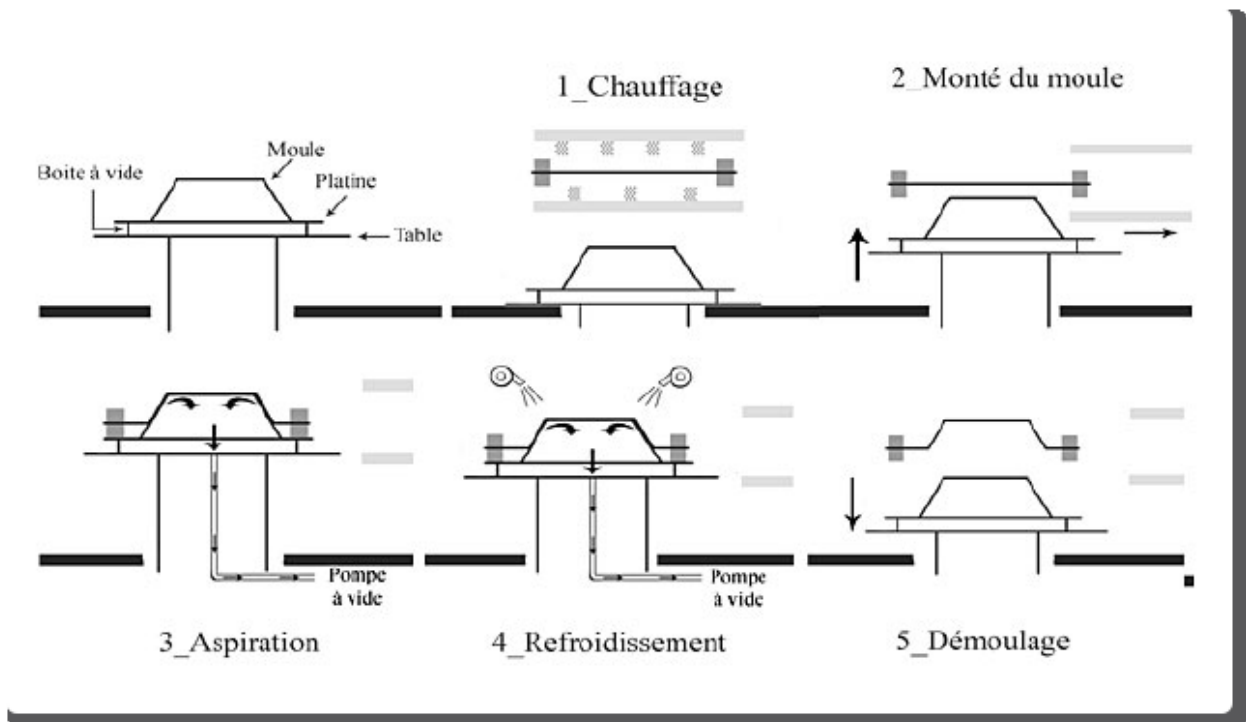 1_Chauffage
2_Monté du moule
Moule
Boite à vide
Platine
Table
Pompe
à vide
Pompe
à vide
3_Aspiration
4_Refroidissement
5_Démoulage